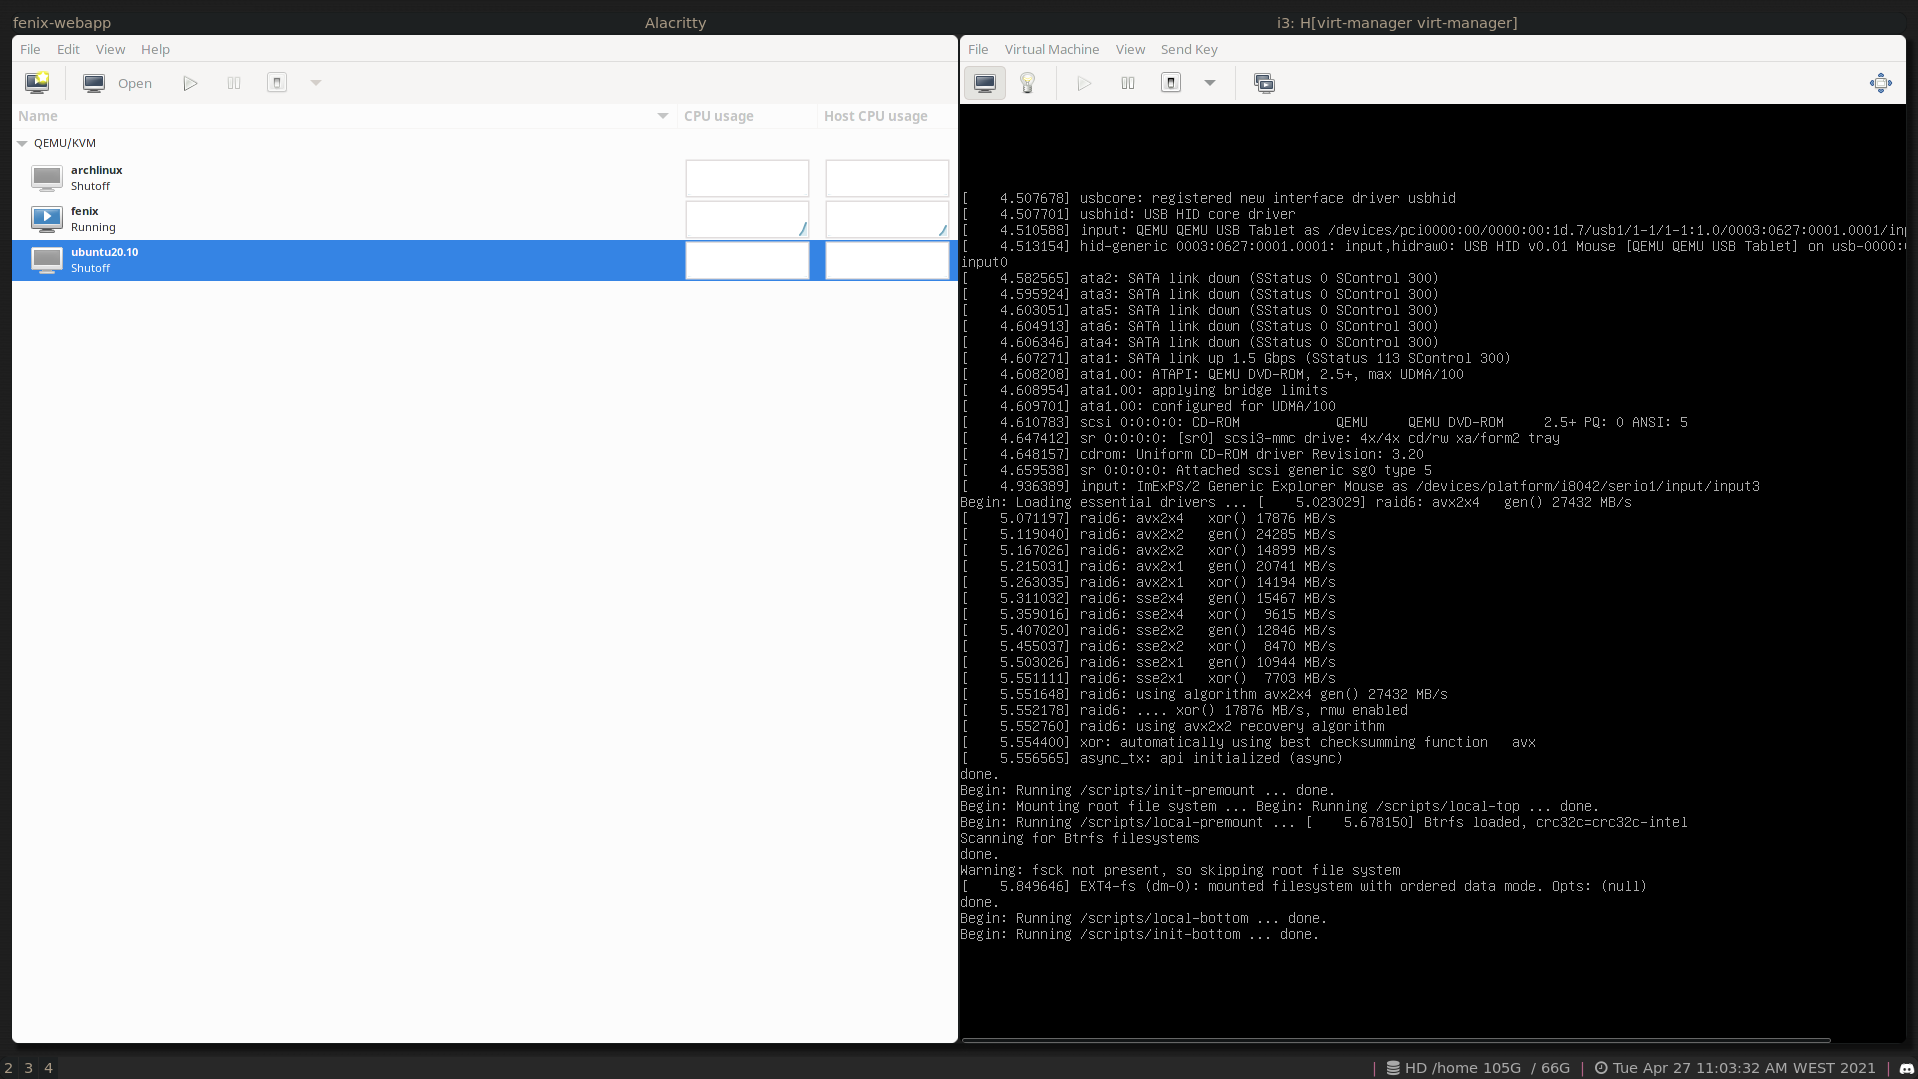 fenix-webapp
Alacritty
i3: H[virt-manager virt-manager]
File Edit View Help
Open
Name CPU usage Host CPU usage
QEMU/KVM
archlinux
Shutoff
fenix
Running
ubuntu20.10
Shutoff
File Virtual Machine View Send Key
[    4.507678] usbcore: registered new interface driver usbhid
[    4.507701] usbhid: USB HID core driver
[    4.510588] input: QEMU QEMU USB Tablet as /devices/pci0000:00/0000:00:1d.7/usb1/1-1/1-1:1.0/0003:0627:0001.0001/in
[    4.513154] hid-generic 0003:0627:0001.0001: input,hidraw0: USB HID v0.01 Mouse [QEMU QEMU USB Tablet] on usb-0000:
input0
[    4.582565] ata2: SATA link down (SStatus 0 SControl 300)
[    4.595924] ata3: SATA link down (SStatus 0 SControl 300)
[    4.603051] ata5: SATA link down (SStatus 0 SControl 300)
[    4.604913] ata6: SATA link down (SStatus 0 SControl 300)
[    4.606346] ata4: SATA link down (SStatus 0 SControl 300)
[    4.607271] ata1: SATA link up 1.5 Gbps (SStatus 113 SControl 300)
[    4.608208] ata1.00: ATAPI: QEMU DVD-ROM, 2.5+, max UDMA/100
[    4.608954] ata1.00: applying bridge limits
[    4.609701] ata1.00: configured for UDMA/100
[    4.610783] scsi 0:0:0:0: CD-ROM            QEMU     QEMU DVD-ROM     2.5+ PQ: 0 ANSI: 5
[    4.647412] sr 0:0:0:0: [sr0] scsi3-mmc drive: 4x/4x cd/rw xa/form2 tray
[    4.648157] cdrom: Uniform CD-ROM driver Revision: 3.20
[    4.659538] sr 0:0:0:0: Attached scsi generic sg0 type 5
[    4.936389] input: ImExPS/2 Generic Explorer Mouse as /devices/platform/i8042/serio1/input/input3
Begin: Loading essential drivers ... [    5.023029] raid6: avx2x4   gen() 27432 MB/s
[    5.071197] raid6: avx2x4   xor() 17876 MB/s
[    5.119040] raid6: avx2x2   gen() 24285 MB/s
[    5.167026] raid6: avx2x2   xor() 14899 MB/s
[    5.215031] raid6: avx2x1   gen() 20741 MB/s
[    5.263035] raid6: avx2x1   xor() 14194 MB/s
[    5.311032] raid6: sse2x4   gen() 15467 MB/s
[    5.359016] raid6: sse2x4   xor()  9615 MB/s
[    5.407020] raid6: sse2x2   gen() 12846 MB/s
[    5.455037] raid6: sse2x2   xor()  8470 MB/s
[    5.503026] raid6: sse2x1   gen() 10944 MB/s
[    5.551111] raid6: sse2x1   xor()  7703 MB/s
[    5.551648] raid6: using algorithm avx2x4 gen() 27432 MB/s
[    5.552178] raid6: .... xor() 17876 MB/s, rmw enabled
[    5.552760] raid6: using avx2x2 recovery algorithm
[    5.554400] xor: automatically using best checksumming function   avx
[    5.556565] async_tx: api initialized (async)
done.
Begin: Running /scripts/init-premount ... done.
Begin: Mounting root file system ... Begin: Running /scripts/local-top ... done.
Begin: Running /scripts/local-premount ... [    5.678150] Btrfs loaded, crc32c=crc32c-intel
Scanning for Btrfs filesystems
done.
Warning: fsck not present, so skipping root file system
[    5.849646] EXT4-fs (dm-0): mounted filesystem with ordered data mode. Opts: (null)
done.
Begin: Running /scripts/local-bottom ... done.
Begin: Running /scripts/init-bottom ... done.
2 3 4
| HD /home 105G / 66G | Tue Apr 27 11:03:32 AM WEST 2021 |